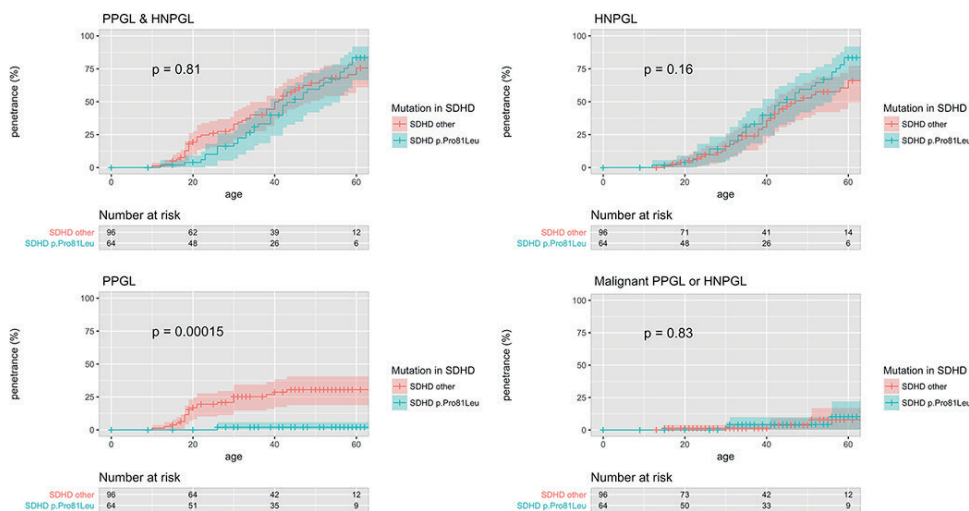 PPGL & HNPGL
100
75
50
25
0
penetrance (%)
p = 0.81
0 20 40 60
age
Mutation in SDHD
SDHD other
SDHD p.Pro81Leu
Number at risk
SDHD other 96 62 39 12
SDHD p.Pro81Leu 64 48 26 6
HNPGL
100
75
50
25
0
penetrance (%)
p = 0.16
0 20 40 60
age
Mutation in SDHD
SDHD other
SDHD p.Pro81Leu
Number at risk
SDHD other 96 71 41 14
SDHD p.Pro81Leu 64 48 26 6
PPGL
100
75
50
25
0
penetrance (%)
p = 0.00015
0 20 40 60
age
Mutation in SDHD
SDHD other
SDHD p.Pro81Leu
Number at risk
SDHD other 96 64 42 12
SDHD p.Pro81Leu 64 51 35 9
Malignant PPGL or HNPGL
100
75
50
25
0
penetrance (%)
p = 0.83
0 20 40 60
age
Mutation in SDHD
SDHD other
SDHD p.Pro81Leu
Number at risk
SDHD other 96 73 42 12
SDHD p.Pro81Leu 64 50 33 9